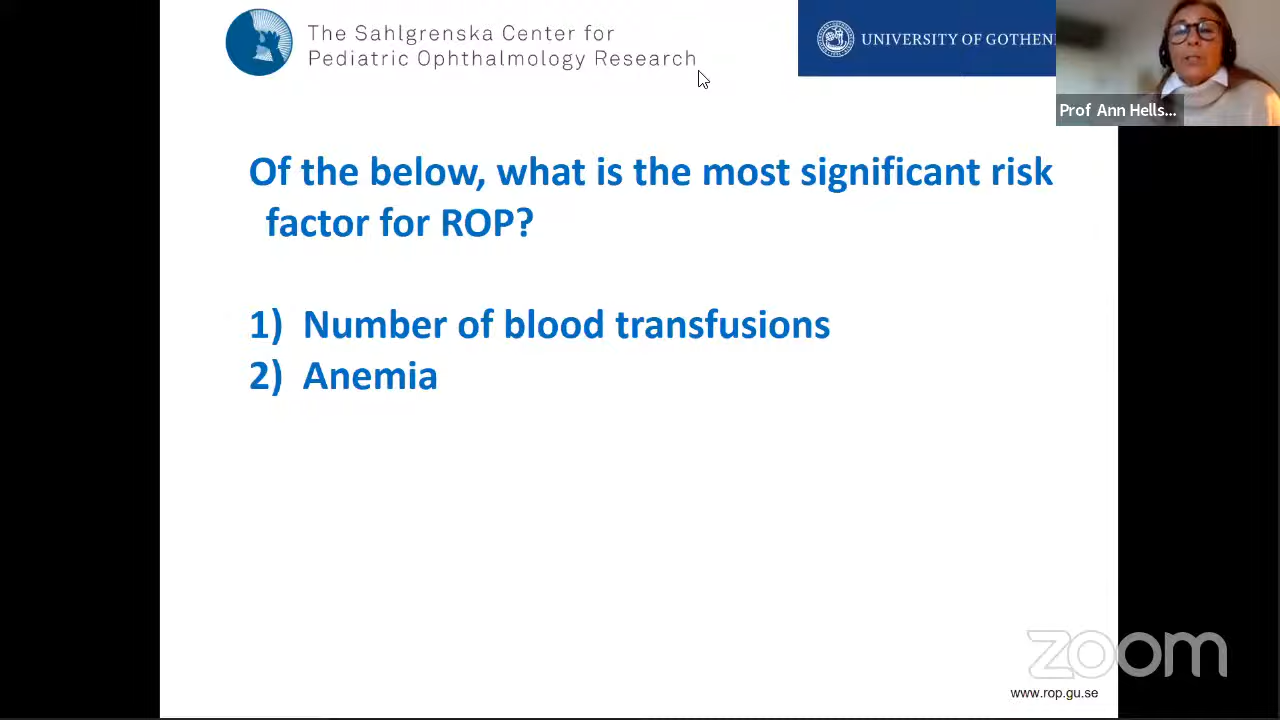 The Sahlgrenska Center for
Pediatric Ophthalmology Research
UNIVERSITY OF GOTHEN
Prof Ann Hells...
Of the below, what is the most significant risk
factor for ROP?
1) Number of blood transfusions
2) Anemia
zoom
www.rop.gu.se